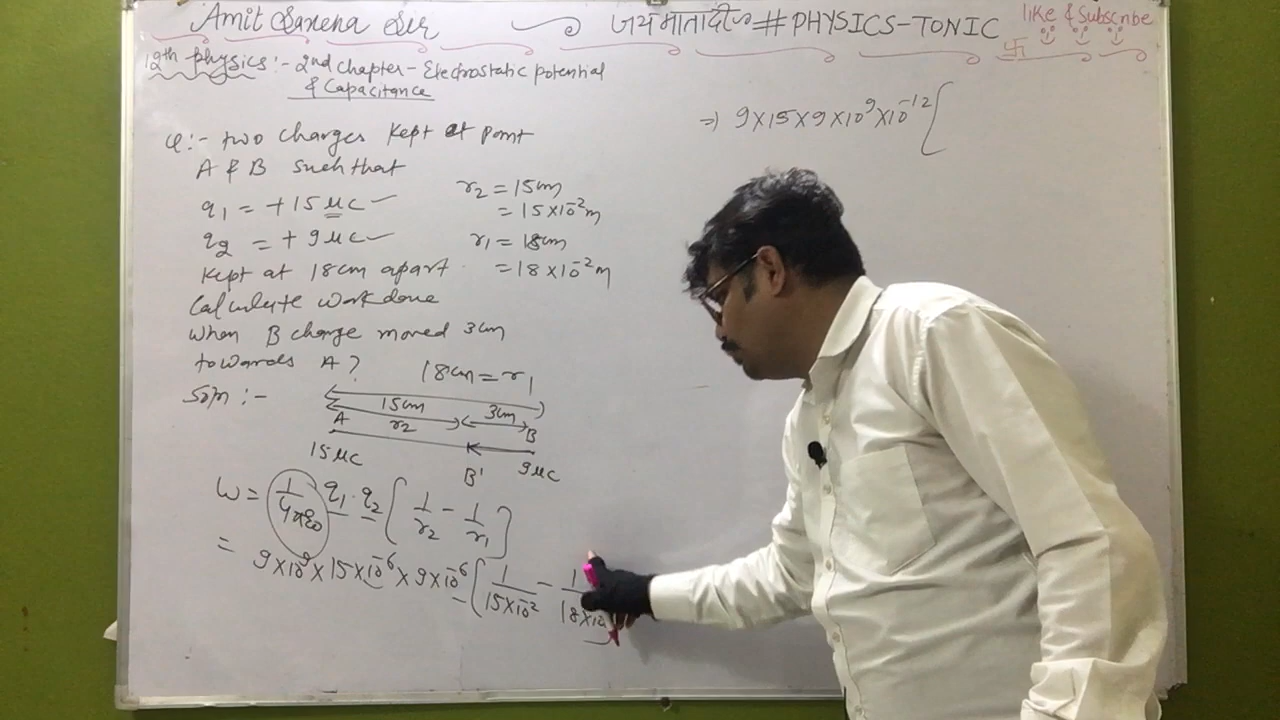 Amit Saxena Sir
जय माता दी
#PHYSICS-TONIC
like & Subscribe
12th physics :- 2nd chapter - Electrostatic potential
& Capacitance
Q:- two charges kept at point
A & B such that
q₁ = +15 μc
q₂ = +9 μc
kept at 18cm apart
Calculate workdone
when B charge moved 3cm
towards A ?
r₂ = 15cm
= 15×10⁻²m
r₁ = 18cm
= 18×10⁻²m
Soln :-
18cm = r₁
15cm
3cm
A
r₂
B
15μc
B'
9μc
W = 1/4πε₀ q₁·q₂ [1/r₂ - 1/r₁]
= 9×10⁹×15×10⁻⁶×9×10⁻⁶ [1/15×10⁻² - 1/18×10
⇒ 9×15×9×10⁹×10⁻¹² [